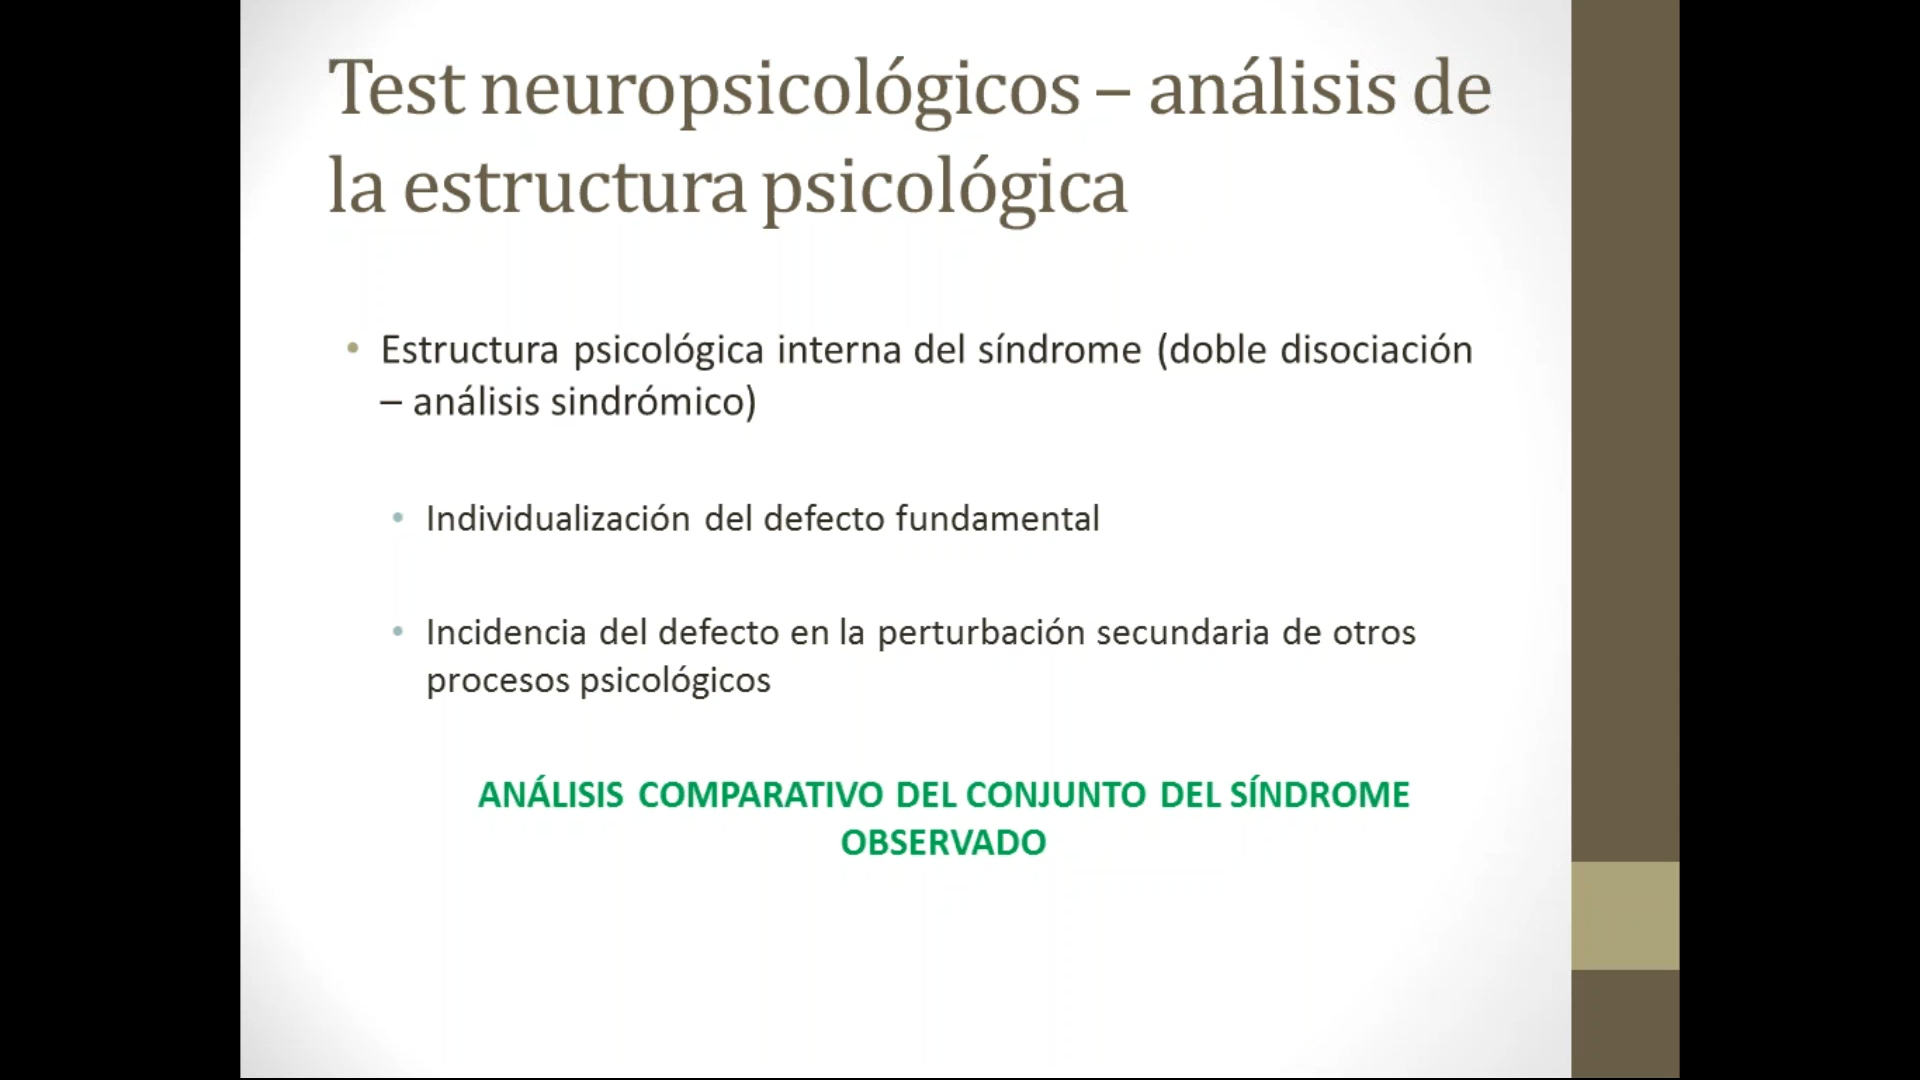 Test neuropsicológicos – análisis de
la estructura psicológica
• Estructura psicológica interna del síndrome (doble disociación
– análisis sindrómico)
• Individualización del defecto fundamental
• Incidencia del defecto en la perturbación secundaria de otros
procesos psicológicos
ANÁLISIS COMPARATIVO DEL CONJUNTO DEL SÍNDROME
OBSERVADO